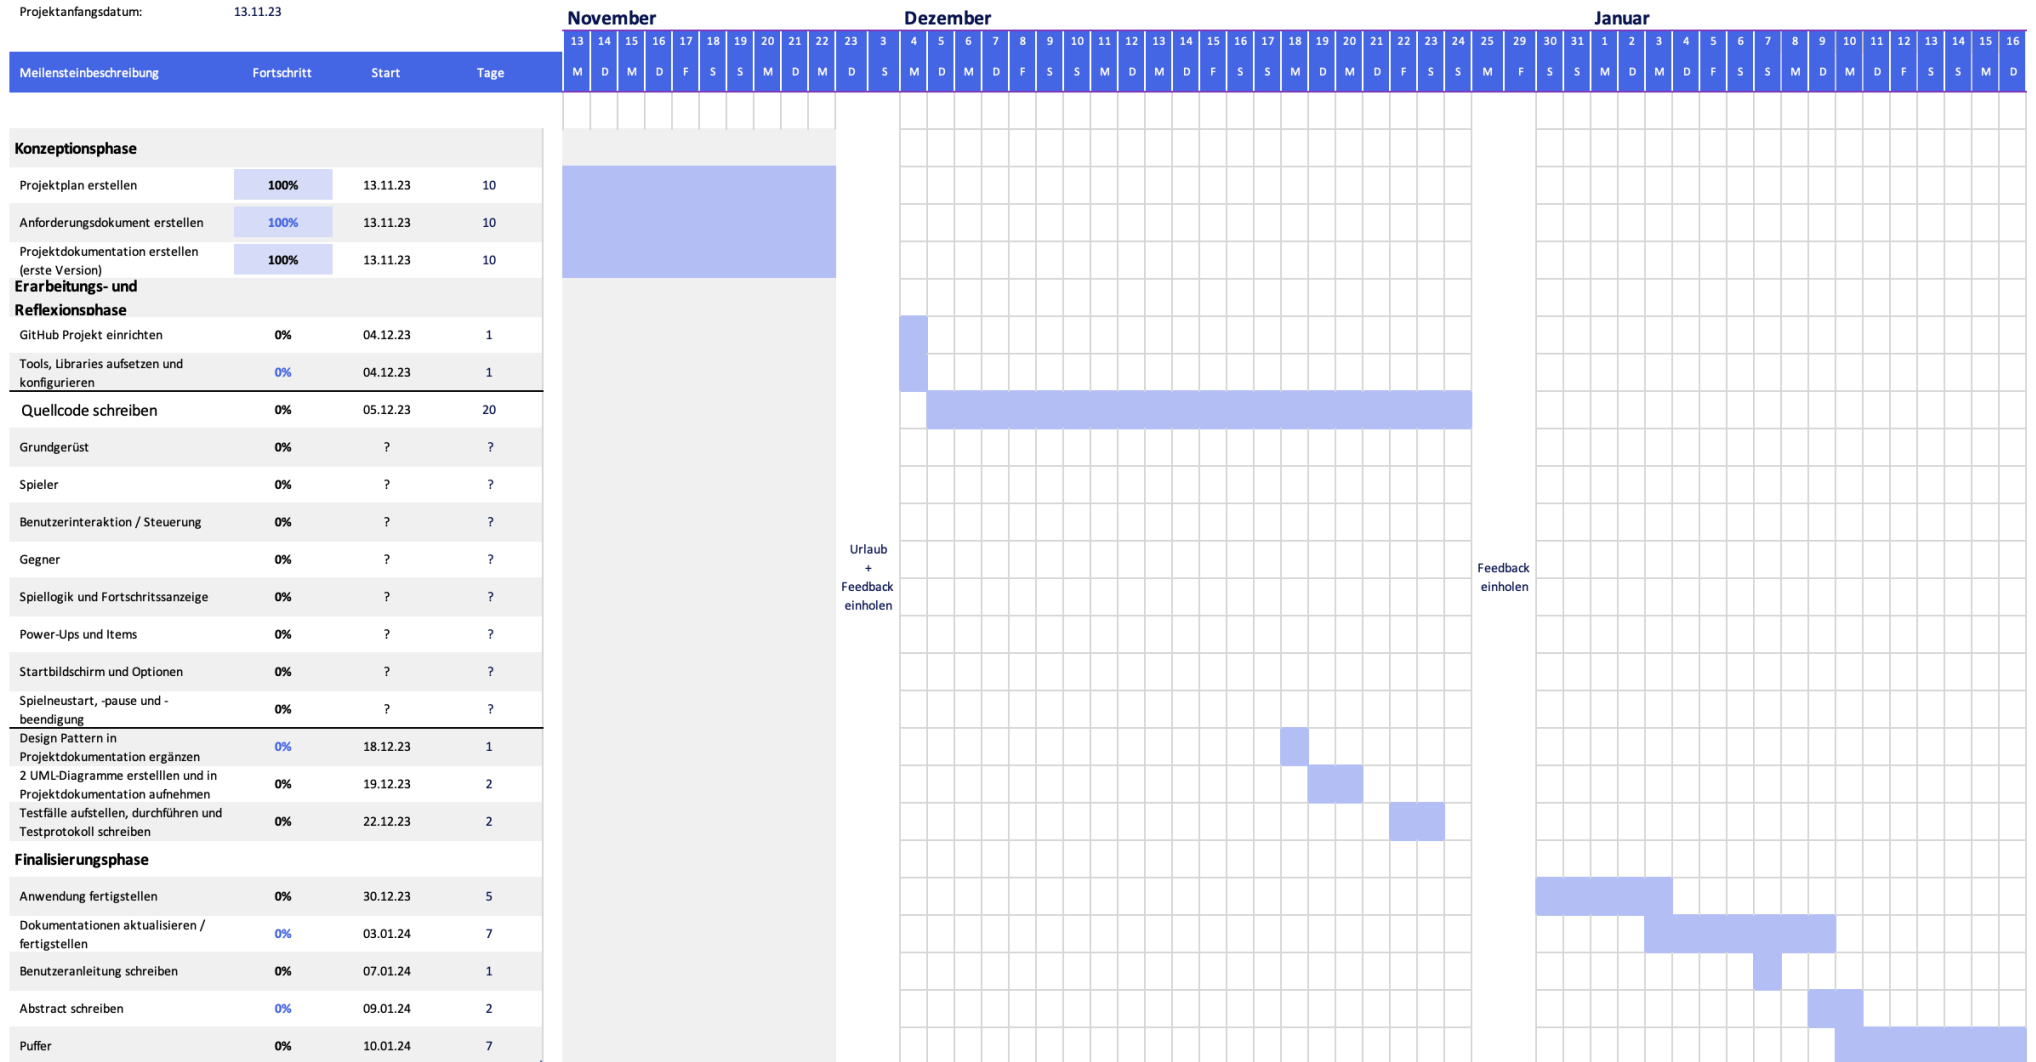 Projektanfangsdatum: 13.11.23
November Dezember Januar
13 14 15 16 17 18 19 20 21 22 23 3 4 5 6 7 8 9 10 11 12 13 14 15 16 17 18 19 20 21 22 23 24 25 29 30 31 1 2 3 4 5 6 7 8 9 10 11 12 13 14 15 16
Meilensteinbeschreibung Fortschritt Start Tage M D M D F S S M D M D S M D M D F S S M D M D F S S M D M D F S S M F S S M D M D F S S M D M D F S S M D
Konzeptionsphase
Projektplan erstellen 100% 13.11.23 10
Anforderungsdokument erstellen 100% 13.11.23 10
Projektdokumentation erstellen
(erste Version) 100% 13.11.23 10
Erarbeitungs- und
Reflexionsphase
GitHub Projekt einrichten 0% 04.12.23 1
Tools, Libraries aufsetzen und
konfigurieren 0% 04.12.23 1
Quellcode schreiben 0% 05.12.23 20
Grundgerüst 0% ? ?
Spieler 0% ? ?
Benutzerinteraktion / Steuerung 0% ? ?
Gegner 0% ? ?
Spiellogik und Fortschritssanzeige 0% ? ?
Power-Ups und Items 0% ? ?
Startbildschirm und Optionen 0% ? ?
Spielneustart, -pause und -
beendigung 0% ? ?
Urlaub
+
Feedback
einholen
Feedback
einholen
Design Pattern in
Projektdokumentation ergänzen 0% 18.12.23 1
2 UML-Diagramme erstelllen und in
Projektdokumentation aufnehmen 0% 19.12.23 2
Testfälle aufstellen, durchführen und
Testprotokoll schreiben 0% 22.12.23 2
Finalisierungsphase
Anwendung fertigstellen 0% 30.12.23 5
Dokumentationen aktualisieren /
fertigstellen 0% 03.01.24 7
Benutzeranleitung schreiben 0% 07.01.24 1
Abstract schreiben 0% 09.01.24 2
Puffer 0% 10.01.24 7